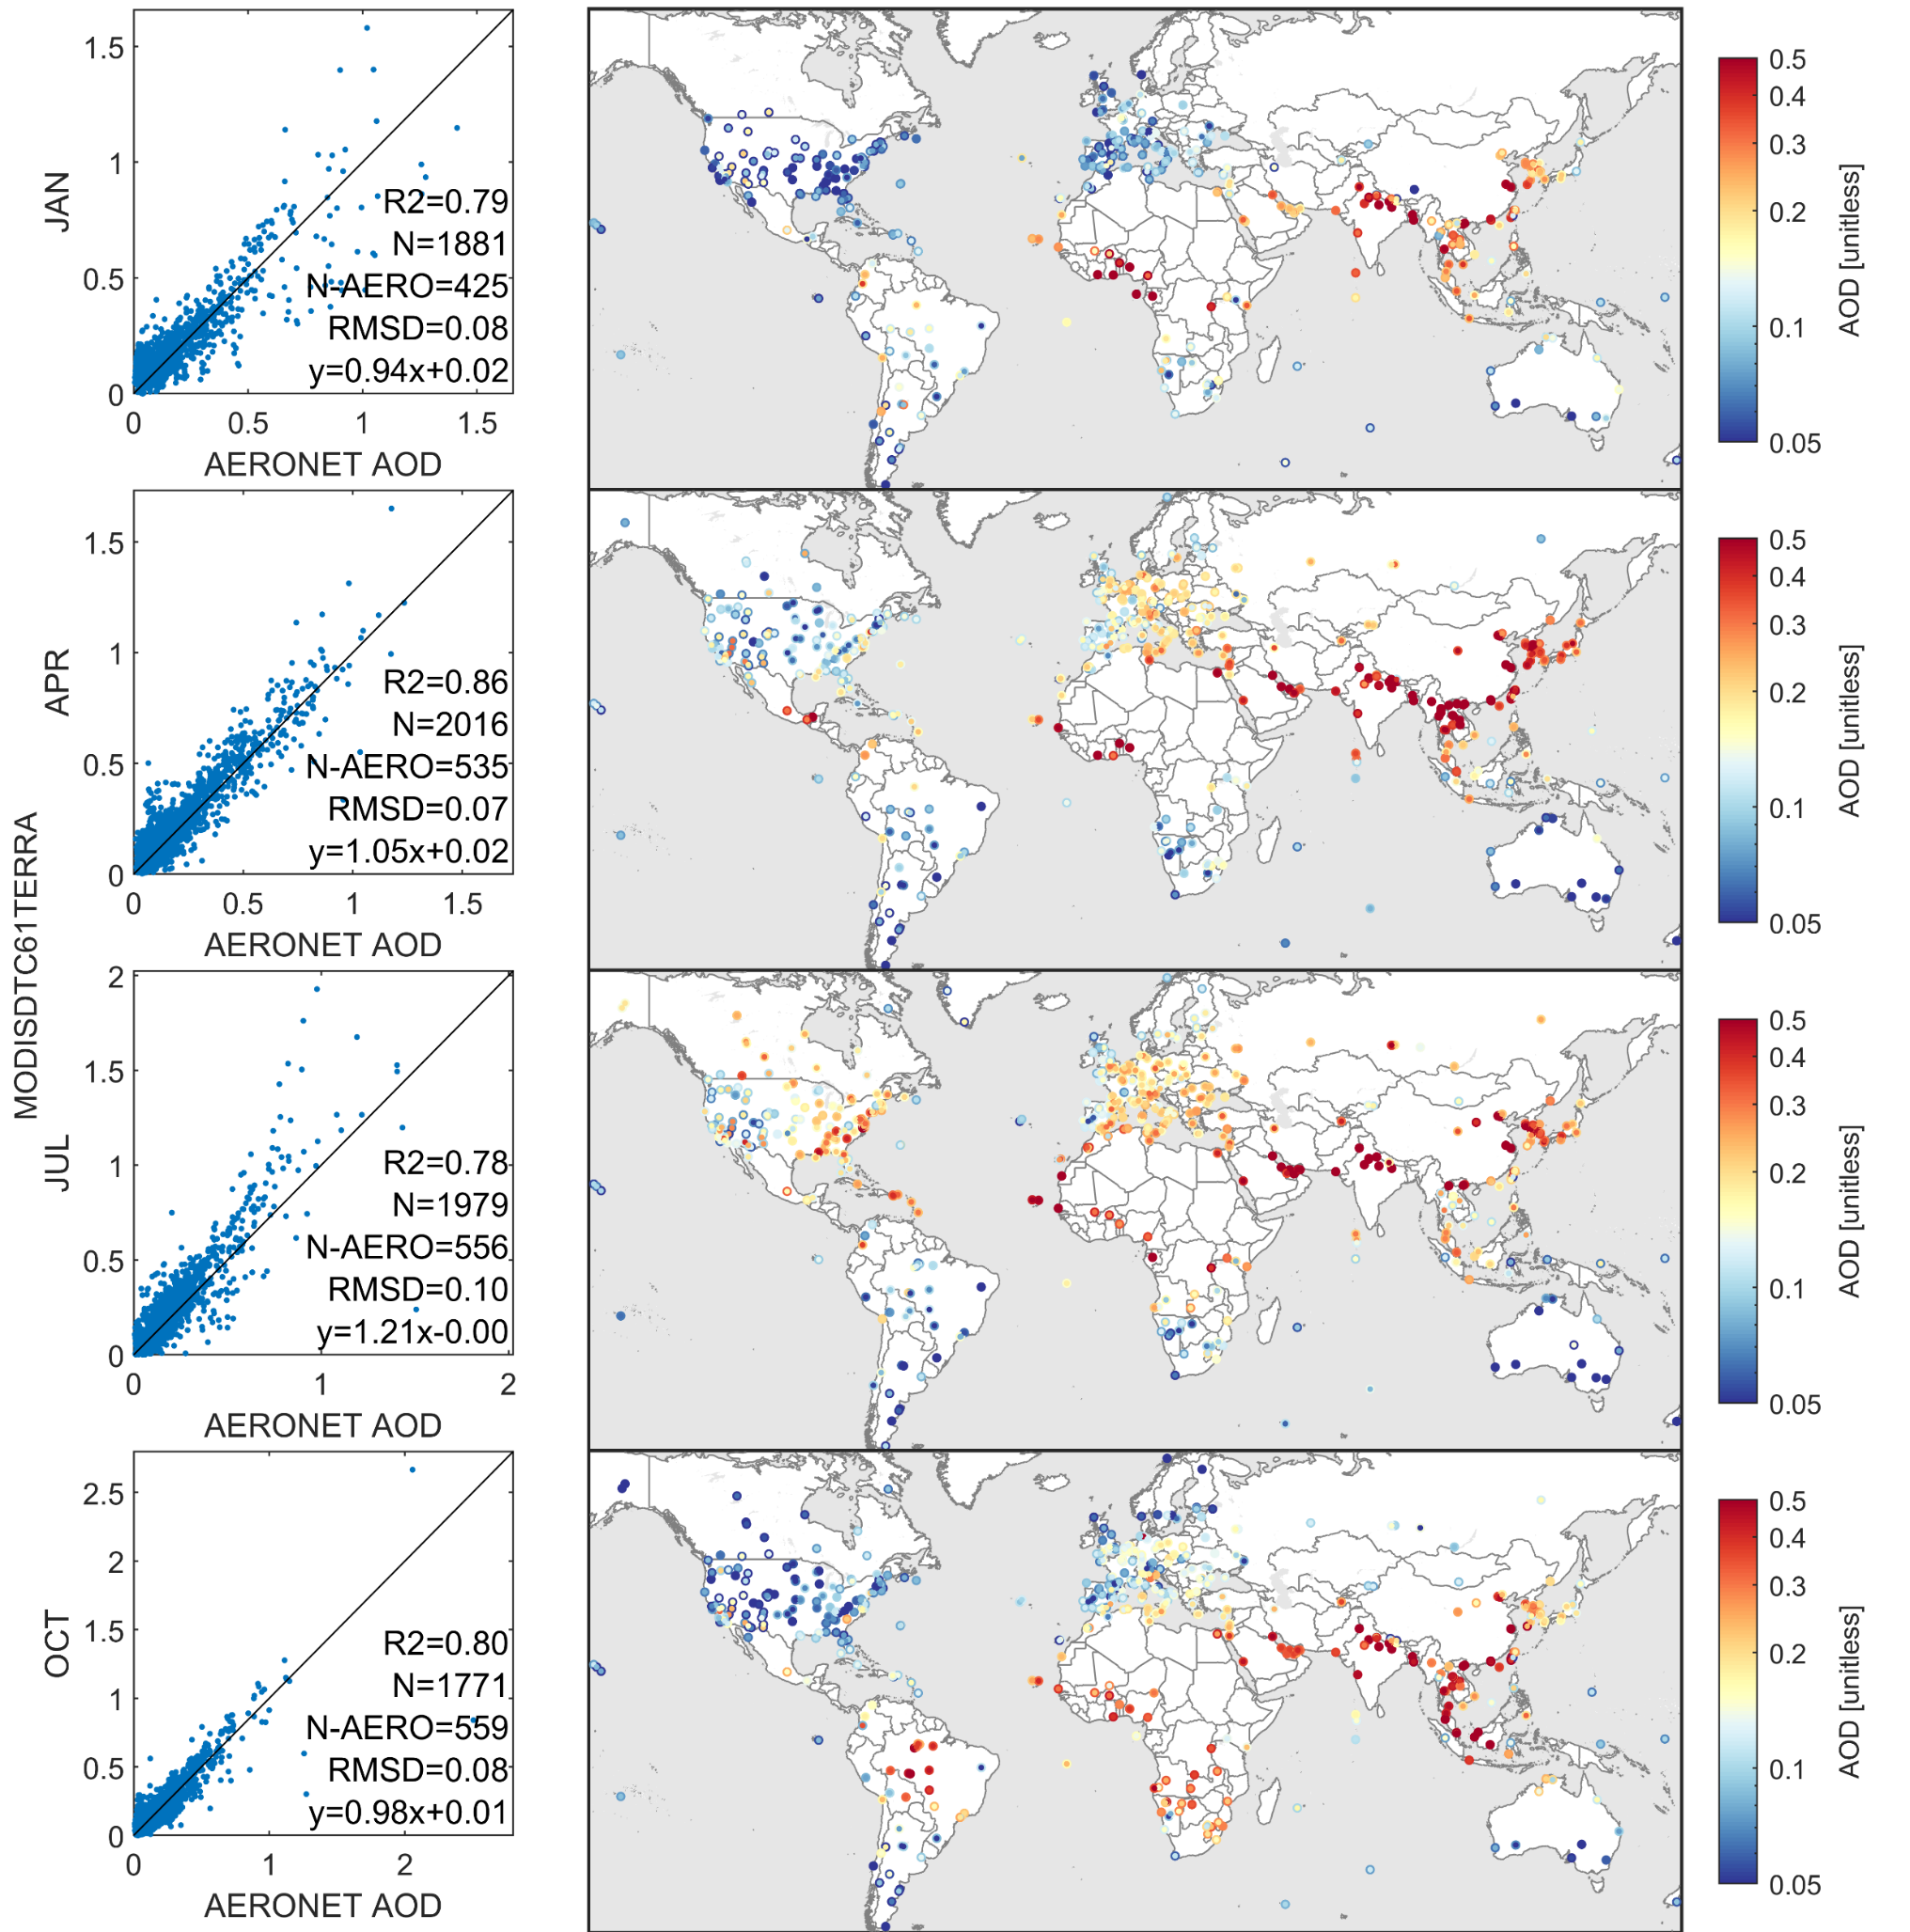 MODISDTC61TERRA
JAN
1.5
1
0.5
0
R2=0.79
N=1881
N-AERO=425
RMSD=0.08
y=0.94x+0.02
0 0.5 1 1.5
AERONET AOD
0.5
0.4
0.3
0.2
0.1
0.05
AOD [unitless]
APR
1.5
1
0.5
0
R2=0.86
N=2016
N-AERO=535
RMSD=0.07
y=1.05x+0.02
0 0.5 1 1.5
AERONET AOD
0.5
0.4
0.3
0.2
0.1
0.05
AOD [unitless]
JUL
2
1.5
1
0.5
0
R2=0.78
N=1979
N-AERO=556
RMSD=0.10
y=1.21x-0.00
0 1 2
AERONET AOD
0.5
0.4
0.3
0.2
0.1
0.05
AOD [unitless]
OCT
2.5
2
1.5
1
0.5
0
R2=0.80
N=1771
N-AERO=559
RMSD=0.08
y=0.98x+0.01
0 1 2
AERONET AOD
0.5
0.4
0.3
0.2
0.1
0.05
AOD [unitless]